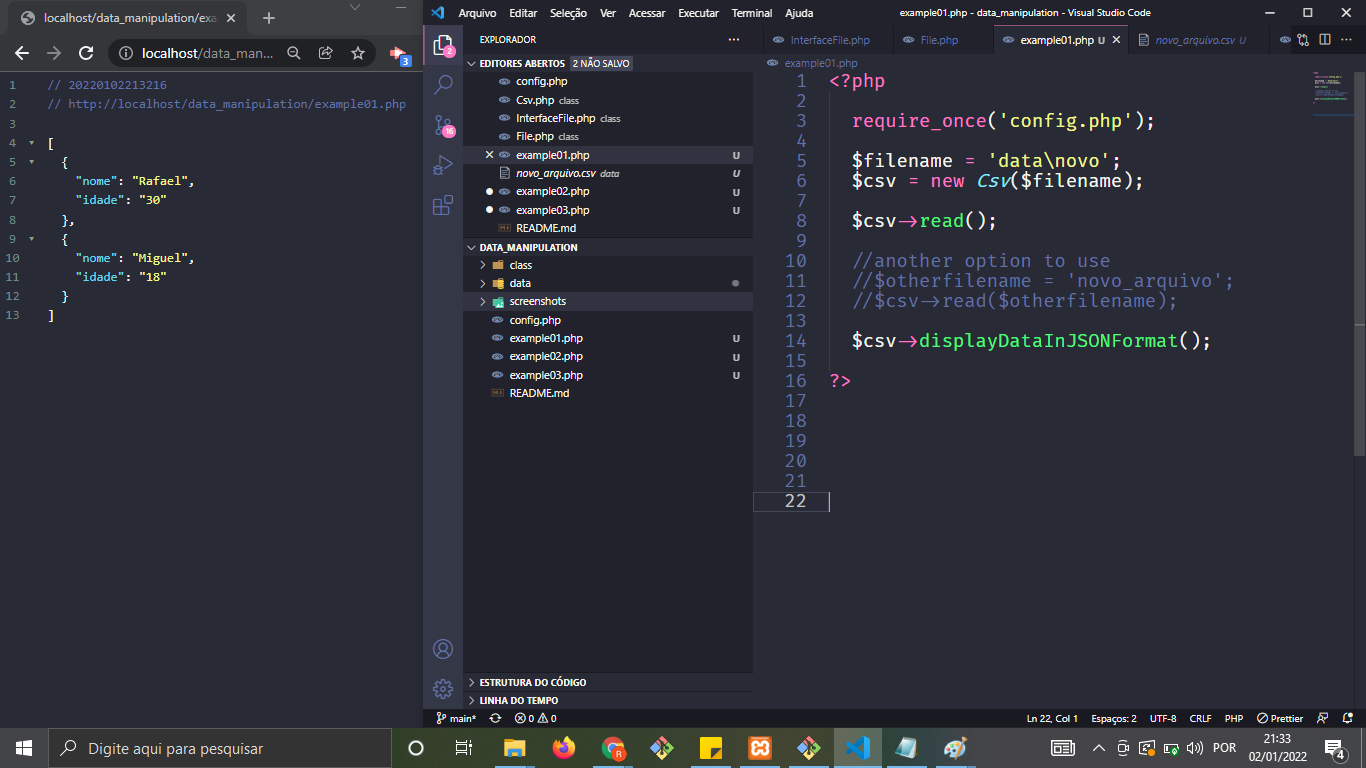 localhost/data_manipulation/exa
localhost/data_man...
3
1 // 20220102213216
2 // http://localhost/data_manipulation/example01.php
3
4 [
5 {
6 "nome": "Rafael",
7 "idade": "30"
8 },
9 {
10 "nome": "Miguel",
11 "idade": "18"
12 }
13 ]
Arquivo Editar Seleção Ver Acessar Executar Terminal Ajuda
example01.php - data_manipulation - Visual Studio Code
2
16
EXPLORADOR ...
EDITORES ABERTOS 2 NÃO SALVO
config.php
Csv.php class
InterfaceFile.php class
File.php class
example01.php U
novo_arquivo.csv data U
example02.php U
example03.php U
README.md
DATA_MANIPULATION
class
data
screenshots
config.php
example01.php U
example02.php U
example03.php U
README.md
ESTRUTURA DO CÓDIGO
LINHA DO TEMPO
InterfaceFile.php
File.php
example01.php U
novo_arquivo.csv U
example01.php
1 <?php
2
3 require_once('config.php');
4
5 $filename = 'data\novo';
6 $csv = new Csv($filename);
7
8 $csv->read();
9
10 //another option to use
11 //$otherfilename = 'novo_arquivo';
12 //$csv->read($otherfilename);
13
14 $csv->displayDataInJSONFormat();
15
16 ?>
17
18
19
20
21
22
main* 0 0
Ln 22, Col 1 Espaços: 2 UTF-8 CRLF PHP Prettier
Digite aqui para pesquisar
R
POR
21:33
02/01/2022
4